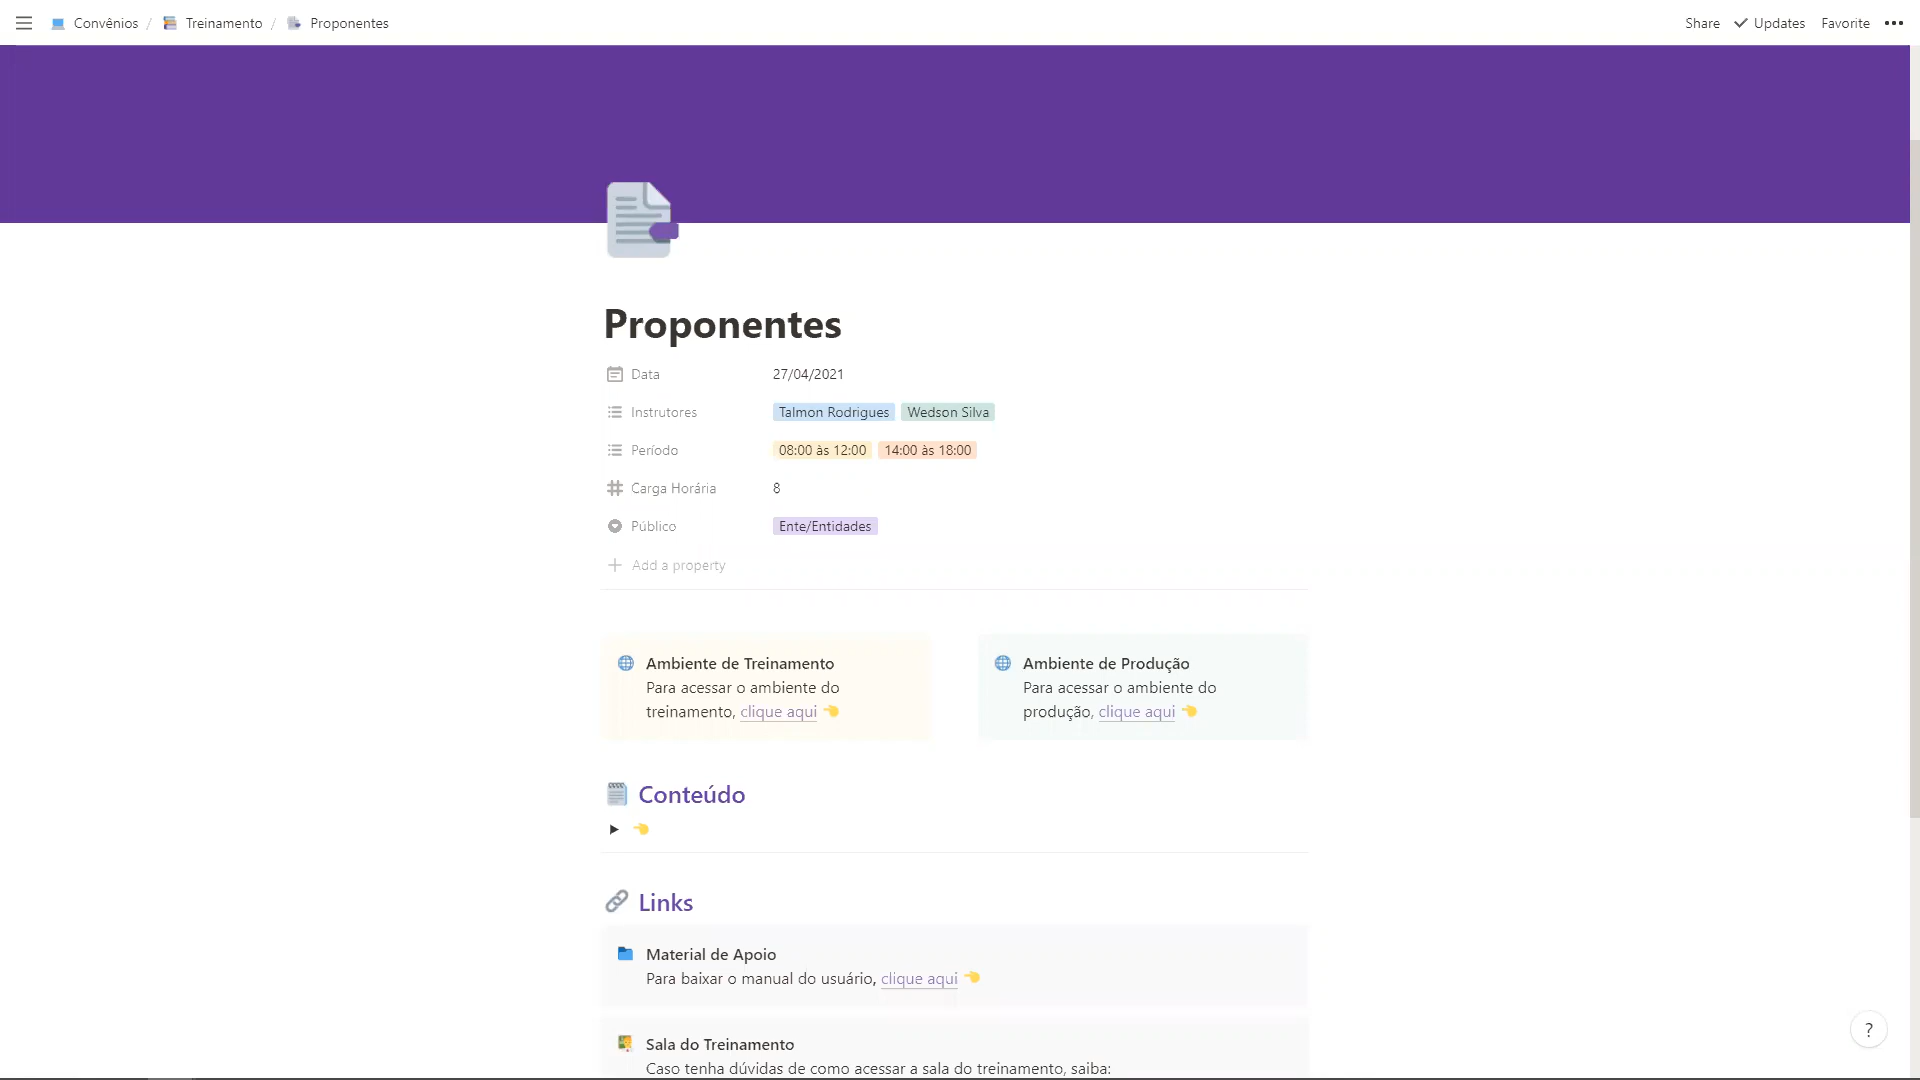 Convênios / Treinamento / Proponentes
Share Updates Favorite
Proponentes
Data 27/04/2021
Instrutores Talmon Rodrigues Wedson Silva
Período 08:00 às 12:00 14:00 às 18:00
Carga Horária 8
Público Ente/Entidades
Add a property
Ambiente de Treinamento
Para acessar o ambiente do
treinamento, clique aqui
Ambiente de Produção
Para acessar o ambiente do
produção, clique aqui
Conteúdo
Links
Material de Apoio
Para baixar o manual do usuário, clique aqui
Sala do Treinamento
Caso tenha dúvidas de como acessar a sala do treinamento, saiba:
?